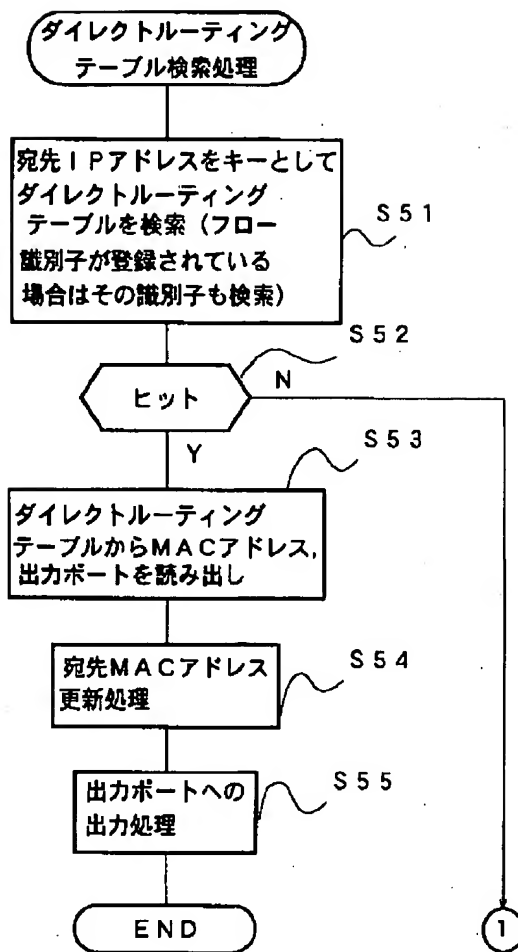 ダイレクトルーティング
テーブル検索処理
宛先IPアドレスをキーとして
ダイレクトルーティング
テーブルを検索(フロー
識別子が登録されている
場合はその識別子も検索)
S51
S52
ヒット
N
Y
S53
ダイレクトルーティング
テーブルからMACアドレス,
出力ポートを読み出し
宛先MACアドレス
更新処理
S54
出力ポートへの
出力処理
S55
END
1